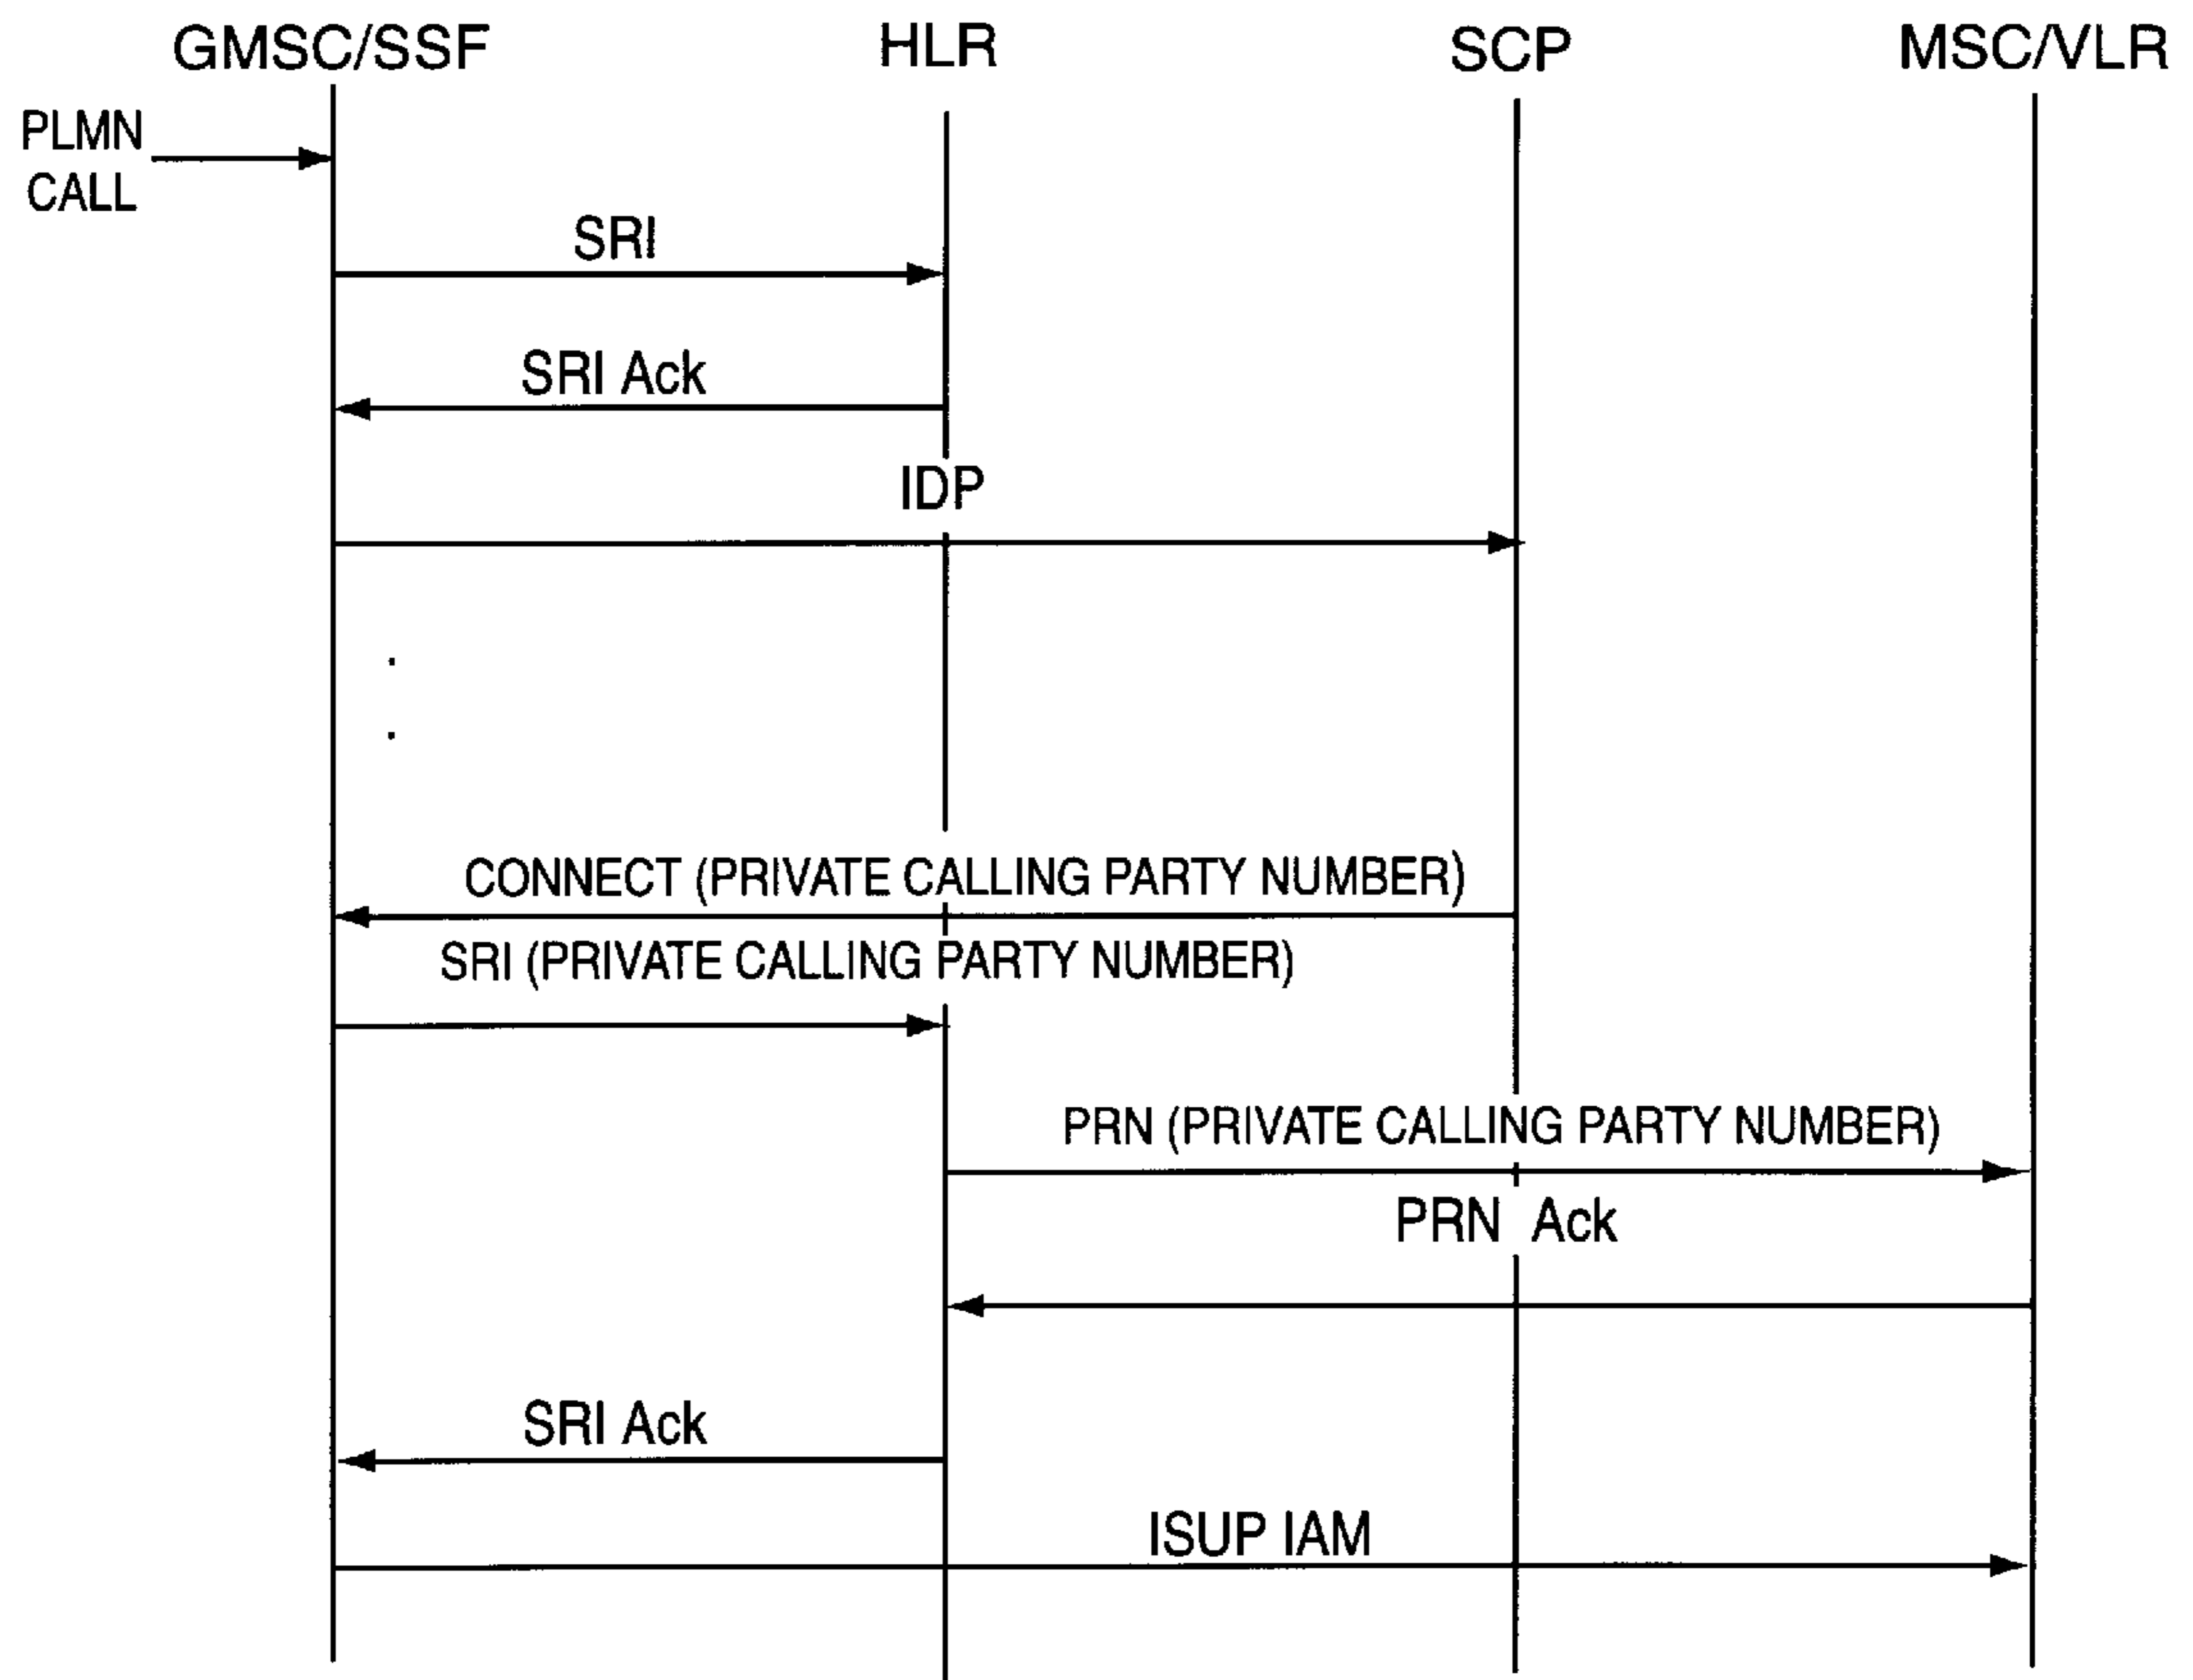 GMSC/SSF HLR SCP MSC/VLR
PLMN
CALL
SRI
SRI Ack
IDP
CONNECT (PRIVATE CALLING PARTY NUMBER)
SRI (PRIVATE CALLING PARTY NUMBER)
PRN (PRIVATE CALLING PARTY NUMBER)
PRN Ack
SRI Ack
ISUP IAM